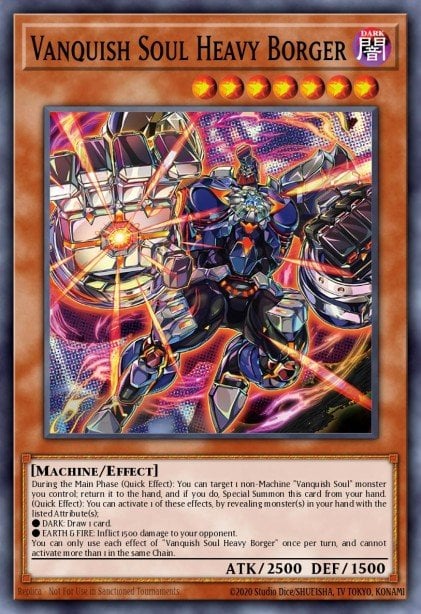 Vanquish Soul Heavy Borger
DARK
闇
[Machine/Effect]
During the Main Phase (Quick Effect): You can target 1 non-Machine "Vanquish Soul" monster
you control; return it to the hand, and if you do, Special Summon this card from your hand.
(Quick Effect): You can activate 1 of these effects, by revealing monster(s) in your hand with the
listed Attribute(s);
● DARK: Draw 1 card.
● EARTH & FIRE: Inflict 1500 damage to your opponent.
You can only use each effect of "Vanquish Soul Heavy Borger" once per turn, and cannot
activate more than 1 in the same Chain.
ATK/2500 DEF/1500
Replica - Not For Use in Sanctioned Tournaments
©2020 Studio Dice/SHUEISHA, TV TOKYO, KONAMI